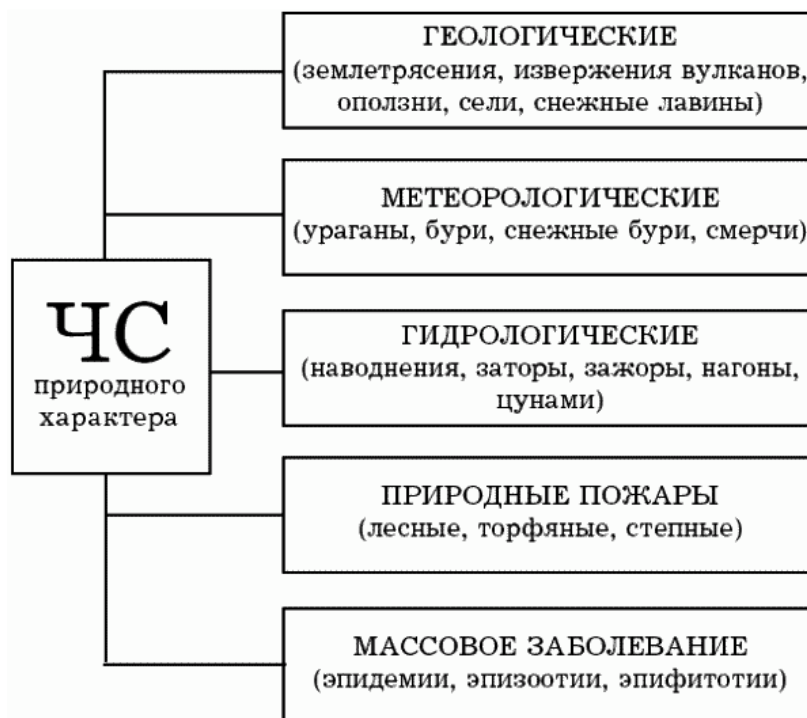 ГЕОЛОГИЧЕСКИЕ
(землетрясения, извержения вулканов,
оползни, сели, снежные лавины)
МЕТЕОРОЛОГИЧЕСКИЕ
(ураганы, бури, снежные бури, смерчи)
ЧС
природного
характера
ГИДРОЛОГИЧЕСКИЕ
(наводнения, заторы, зажоры, нагоны,
цунами)
ПРИРОДНЫЕ ПОЖАРЫ
(лесные, торфяные, степные)
МАССОВОЕ ЗАБОЛЕВАНИЕ
(эпидемии, эпизоотии, эпифитотии)